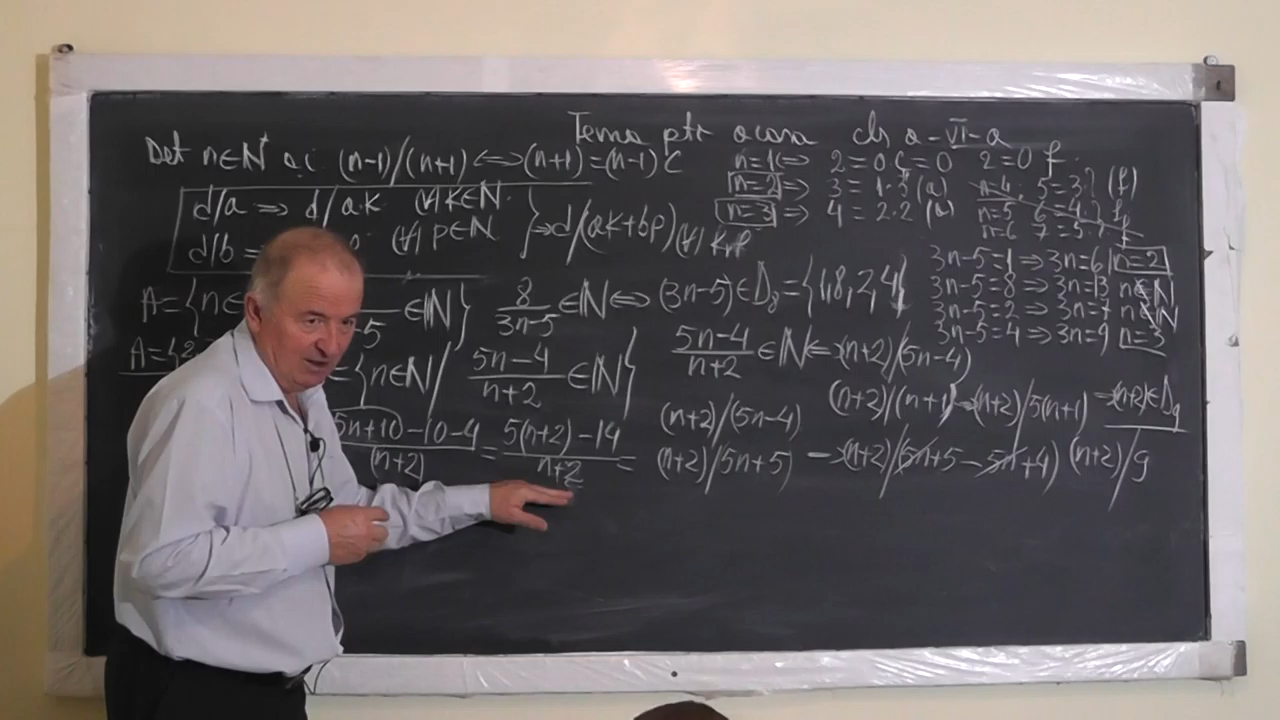 Tema ptr acasa cls a-VI-a
Det n∈N* a.i. (n-1)/(n+1) ⟺ (n+1)=(n-1)C
n=1 ⟹ 2=0·C=0 2=0 f.
n=2 ⟹ 3=1·3 (a)
n=3 ⟹ 4=2·2 (a)
n=4 5=3·? (f)
n=5 6=4·? f
n=6 7=5·? f
d/a ⟹ d/a·k (∀) k∈N.
d/b = (∀) p∈N } ⟹ d/(ak+bp) (∀) k,p
A={n∈ -5 ∈N} 8/(3n-5) ∈N ⟺ (3n-5)∈D₈={1,8,2,4}
3n-5=1 ⟹ 3n=6 n=2
3n-5=8 ⟹ 3n=13 n∉N
3n-5=2 ⟹ 3n=7 n∉N
3n-5=4 ⟹ 3n=9 n=3
A={2, ={n∈N/ (5n-4)/(n+2) ∈N}
(5n-4)/(n+2) ∈N ⟹ (n+2)/(5n-4)
(n+2)/(n+1) ⟹ (n+2)/5(n+1) ⟹ (n+2)∈D₉
(5n+10-10-4)/(n+2) = (5(n+2)-14)/(n+2) =
(n+2)/(5n-4)
(n+2)/5n+5) ⟹ (n+2)/(5n+5-5n+4) (n+2)/9